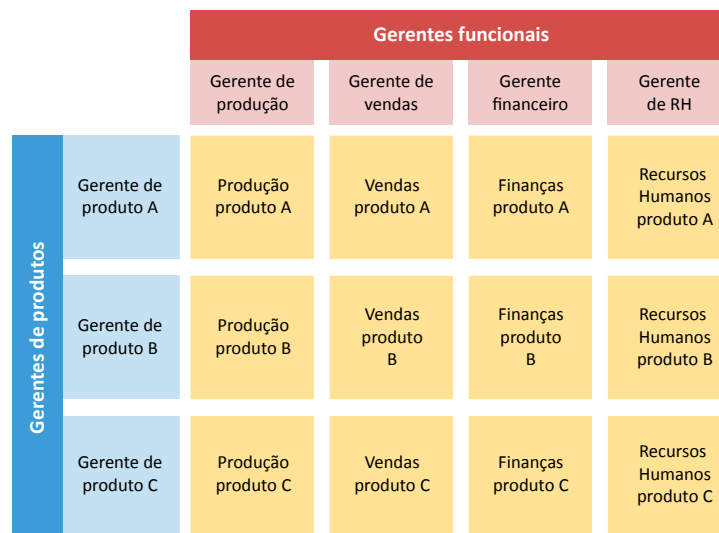 Gerentes funcionais
Gerente de
produção
Gerente de
vendas
Gerente
financeiro
Gerente
de RH
Gerentes de produtos
Gerente de
produto A
Produção
produto A
Vendas
produto A
Finanças
produto A
Recursos
Humanos
produto A
Gerente de
produto B
Produção
produto B
Vendas
produto
B
Finanças
produto
B
Recursos
Humanos
produto B
Gerente de
produto C
Produção
produto C
Vendas
produto C
Finanças
produto C
Recursos
Humanos
produto C